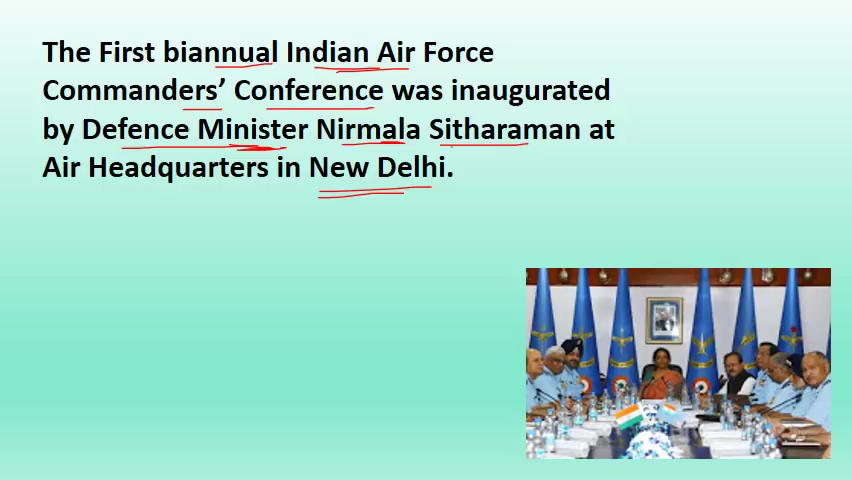 The First biannual Indian Air Force
Commanders’ Conference was inaugurated
by Defence Minister Nirmala Sitharaman at
Air Headquarters in New Delhi.